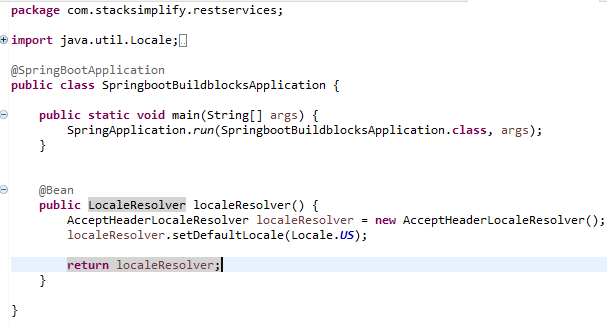 package com.stacksimplify.restservices;
import java.util.Locale;
@SpringBootApplication
public class SpringbootBuildblocksApplication {
public static void main(String[] args) {
SpringApplication.run(SpringbootBuildblocksApplication.class, args);
}
@Bean
public LocaleResolver localeResolver() {
AcceptHeaderLocaleResolver localeResolver = new AcceptHeaderLocaleResolver();
localeResolver.setDefaultLocale(Locale.US);
return localeResolver;
}
}